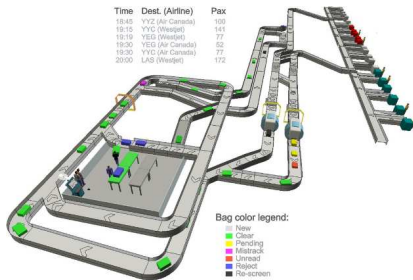 Time Dest. (Airline) Pax
18:45 YYZ (Air Canada) 100
19:15 YYC (Westjet) 141
19:19 YEG (Westjet) 77
19:30 YEG (Air Canada) 52
19:30 YYC (Air Canada) 77
20:00 LAS (Westjet) 172
Bag color legend:
New
Clear
Pending
Mistrack
Unread
Reject
Re-screen